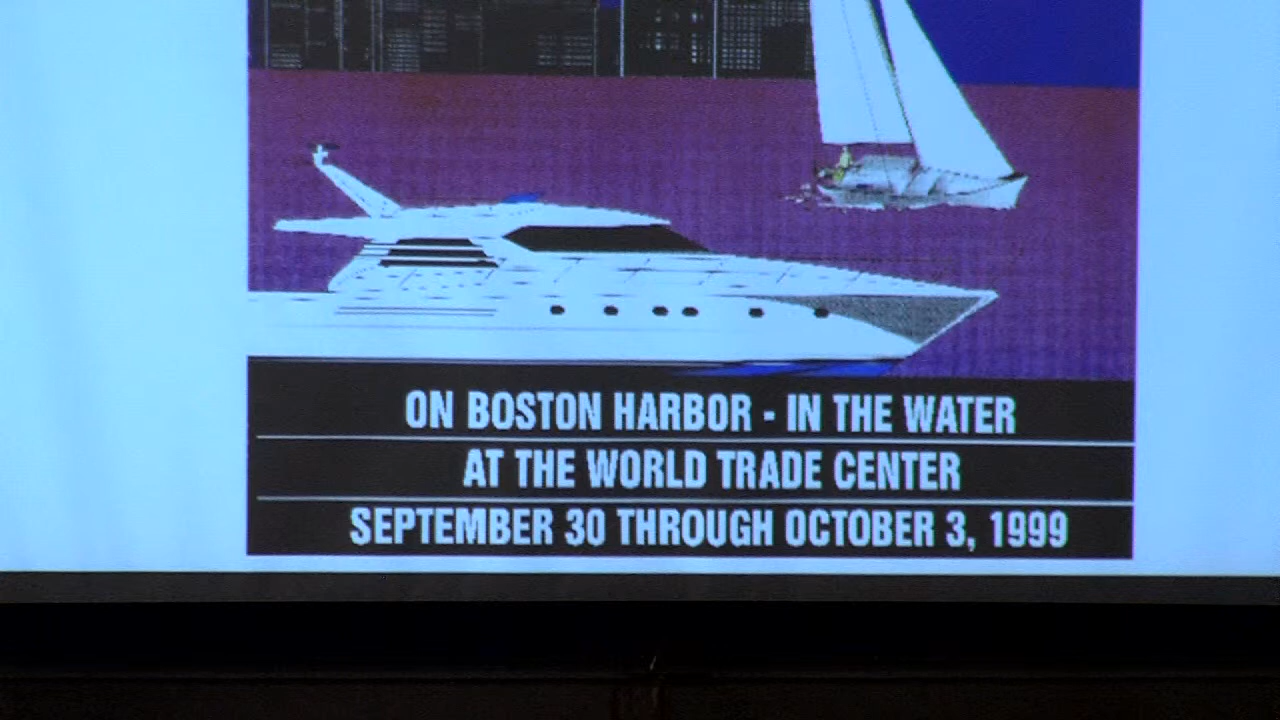 ON BOSTON HARBOR - IN THE WATER
AT THE WORLD TRADE CENTER
SEPTEMBER 30 THROUGH OCTOBER 3, 1999